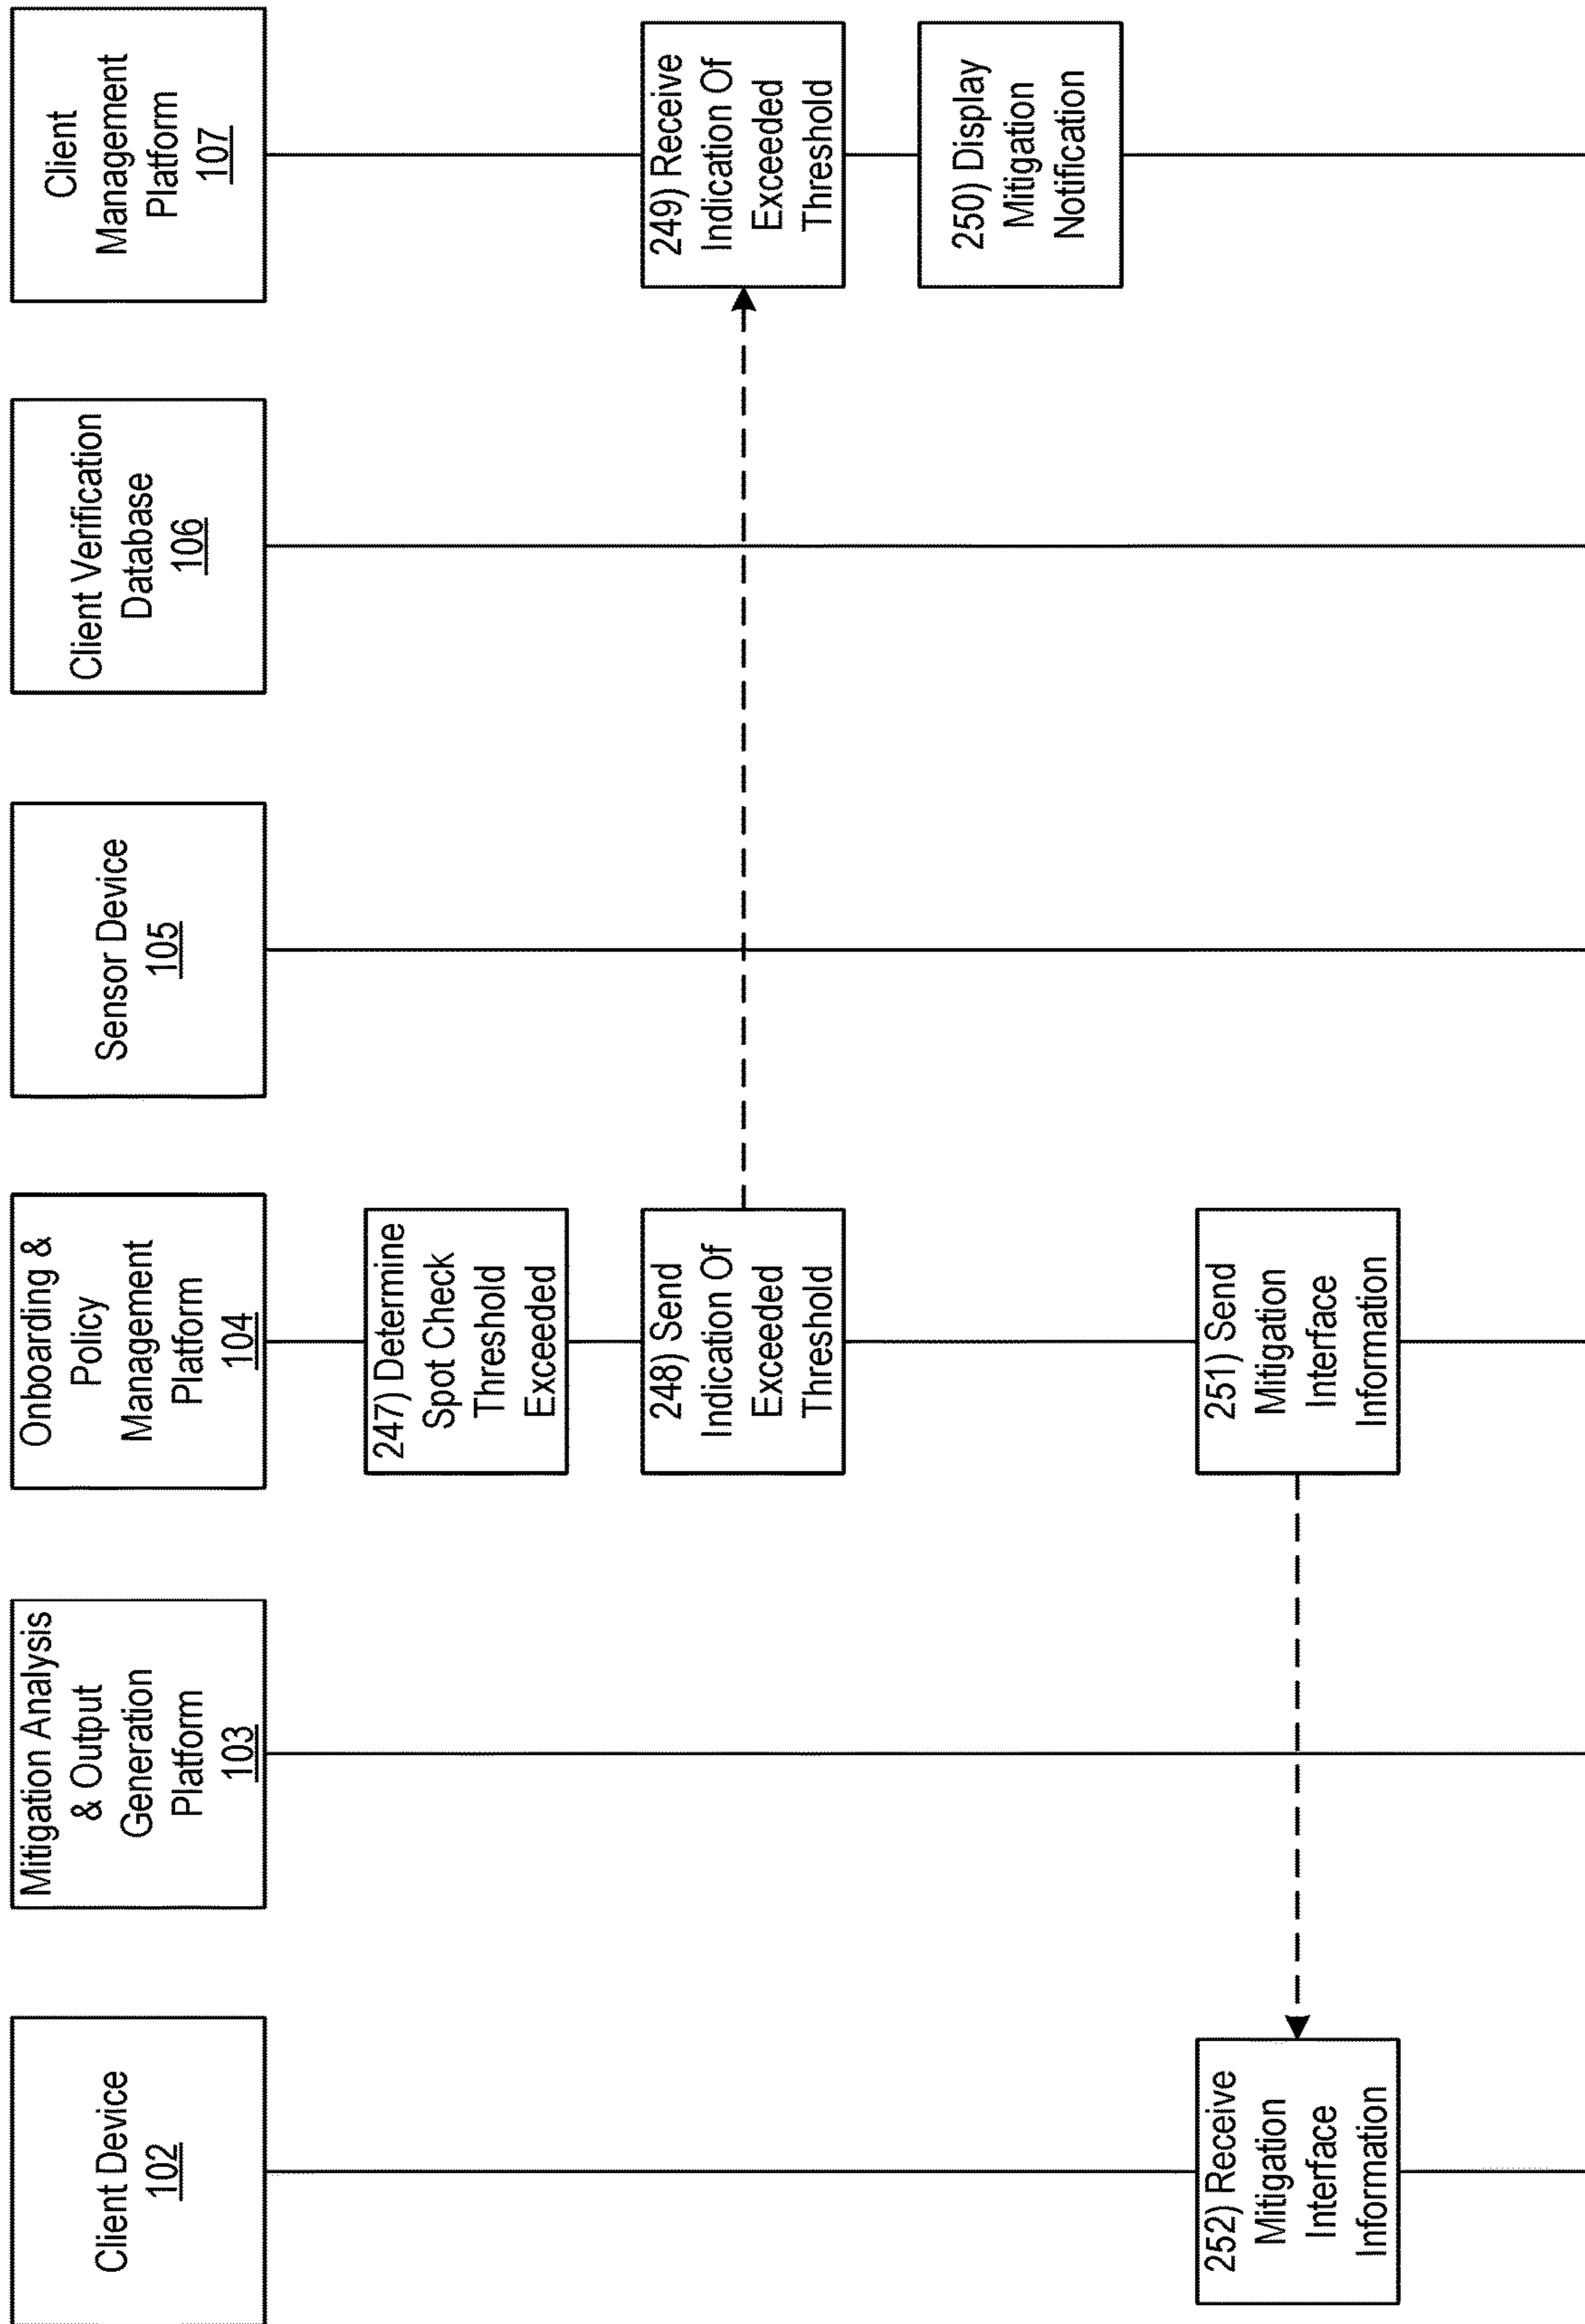 Client Device
102
Mitigation Analysis
& Output
Generation
Platform
103
Onboarding &
Policy
Management
Platform
104
Sensor Device
105
Client Verification
Database
106
Client
Management
Platform
107
247) Determine
Spot Check
Threshold
Exceeded
248) Send
Indication Of
Exceeded
Threshold
249) Receive
Indication Of
Exceeded
Threshold
250) Display
Mitigation
Notification
251) Send
Mitigation
Interface
Information
252) Receive
Mitigation
Interface
Information